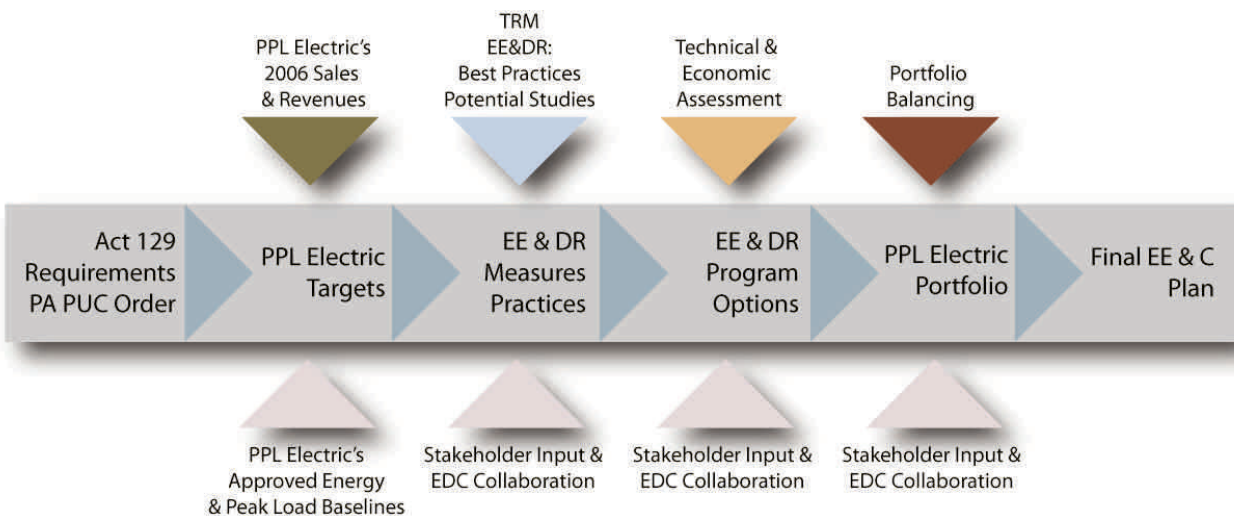 PPL Electric's
2006 Sales
& Revenues
TRM
EE&DR:
Best Practices
Potential Studies
Technical &
Economic
Assessment
Portfolio
Balancing
Act 129
Requirements
PA PUC Order
PPL Electric
Targets
EE & DR
Measures
Practices
EE & DR
Program
Options
PPL Electric
Portfolio
Final EE & C
Plan
PPL Electric's
Approved Energy
& Peak Load Baselines
Stakeholder Input &
EDC Collaboration
Stakeholder Input &
EDC Collaboration
Stakeholder Input &
EDC Collaboration